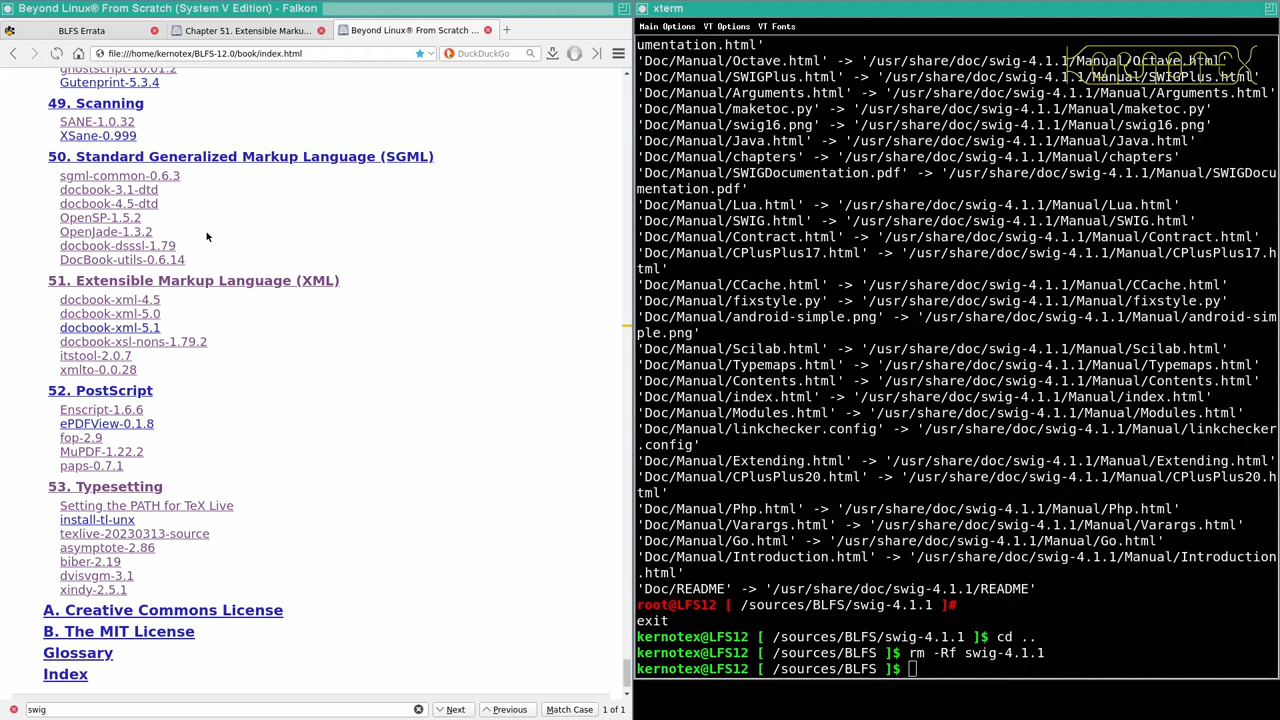 Beyond Linux® From Scratch (System V Edition) - Falkon
BLFS Errata
Chapter 51. Extensible Marku...
Beyond Linux® From Scratch ...
file:///home/kernotex/BLFS-12.0/book/index.html
DuckDuckGo
ghostscript-10.01.2
Gutenprint-5.3.4
49. Scanning
SANE-1.0.32
XSane-0.999
50. Standard Generalized Markup Language (SGML)
sgml-common-0.6.3
docbook-3.1-dtd
docbook-4.5-dtd
OpenSP-1.5.2
OpenJade-1.3.2
docbook-dsssl-1.79
DocBook-utils-0.6.14
51. Extensible Markup Language (XML)
docbook-xml-4.5
docbook-xml-5.0
docbook-xml-5.1
docbook-xsl-nons-1.79.2
itstool-2.0.7
xmlto-0.0.28
52. PostScript
Enscript-1.6.6
ePDFView-0.1.8
fop-2.9
MuPDF-1.22.2
paps-0.7.1
53. Typesetting
Setting the PATH for TeX Live
install-tl-unx
texlive-20230313-source
asymptote-2.86
biber-2.19
dvisvgm-3.1
xindy-2.5.1
A. Creative Commons License
B. The MIT License
Glossary
Index
swig
Next
Previous
Match Case
1 of 1
xterm
Main Options VT Options VT Fonts
KERNOTEX
umentation.html'
'Doc/Manual/Octave.html' -> '/usr/share/doc/swig-4.1.1/Manual/Octave.html'
'Doc/Manual/SWIGPlus.html' -> '/usr/share/doc/swig-4.1.1/Manual/SWIGPlus.html'
'Doc/Manual/Arguments.html' -> '/usr/share/doc/swig-4.1.1/Manual/Arguments.html'
'Doc/Manual/maketoc.py' -> '/usr/share/doc/swig-4.1.1/Manual/maketoc.py'
'Doc/Manual/swig16.png' -> '/usr/share/doc/swig-4.1.1/Manual/swig16.png'
'Doc/Manual/Java.html' -> '/usr/share/doc/swig-4.1.1/Manual/Java.html'
'Doc/Manual/chapters' -> '/usr/share/doc/swig-4.1.1/Manual/chapters'
'Doc/Manual/SWIGDocumentation.pdf' -> '/usr/share/doc/swig-4.1.1/Manual/SWIGDocu
mentation.pdf'
'Doc/Manual/Lua.html' -> '/usr/share/doc/swig-4.1.1/Manual/Lua.html'
'Doc/Manual/SWIG.html' -> '/usr/share/doc/swig-4.1.1/Manual/SWIG.html'
'Doc/Manual/Contract.html' -> '/usr/share/doc/swig-4.1.1/Manual/Contract.html'
'Doc/Manual/CPlusPlus17.html' -> '/usr/share/doc/swig-4.1.1/Manual/CPlusPlus17.h
tml'
'Doc/Manual/CCache.html' -> '/usr/share/doc/swig-4.1.1/Manual/CCache.html'
'Doc/Manual/fixstyle.py' -> '/usr/share/doc/swig-4.1.1/Manual/fixstyle.py'
'Doc/Manual/android-simple.png' -> '/usr/share/doc/swig-4.1.1/Manual/android-sim
ple.png'
'Doc/Manual/Scilab.html' -> '/usr/share/doc/swig-4.1.1/Manual/Scilab.html'
'Doc/Manual/Typemaps.html' -> '/usr/share/doc/swig-4.1.1/Manual/Typemaps.html'
'Doc/Manual/Contents.html' -> '/usr/share/doc/swig-4.1.1/Manual/Contents.html'
'Doc/Manual/index.html' -> '/usr/share/doc/swig-4.1.1/Manual/index.html'
'Doc/Manual/Modules.html' -> '/usr/share/doc/swig-4.1.1/Manual/Modules.html'
'Doc/Manual/linkchecker.config' -> '/usr/share/doc/swig-4.1.1/Manual/linkchecker
.config'
'Doc/Manual/Extending.html' -> '/usr/share/doc/swig-4.1.1/Manual/Extending.html'
'Doc/Manual/CPlusPlus20.html' -> '/usr/share/doc/swig-4.1.1/Manual/CPlusPlus20.h
tml'
'Doc/Manual/Php.html' -> '/usr/share/doc/swig-4.1.1/Manual/Php.html'
'Doc/Manual/Varargs.html' -> '/usr/share/doc/swig-4.1.1/Manual/Varargs.html'
'Doc/Manual/Go.html' -> '/usr/share/doc/swig-4.1.1/Manual/Go.html'
'Doc/Manual/Introduction.html' -> '/usr/share/doc/swig-4.1.1/Manual/Introduction
.html'
'Doc/README' -> '/usr/share/doc/swig-4.1.1/README'
root@LFS12 [ /sources/BLFS/swig-4.1.1 ]#
exit
kernotex@LFS12 [ /sources/BLFS/swig-4.1.1 ]$ cd ..
kernotex@LFS12 [ /sources/BLFS ]$ rm -Rf swig-4.1.1
kernotex@LFS12 [ /sources/BLFS ]$